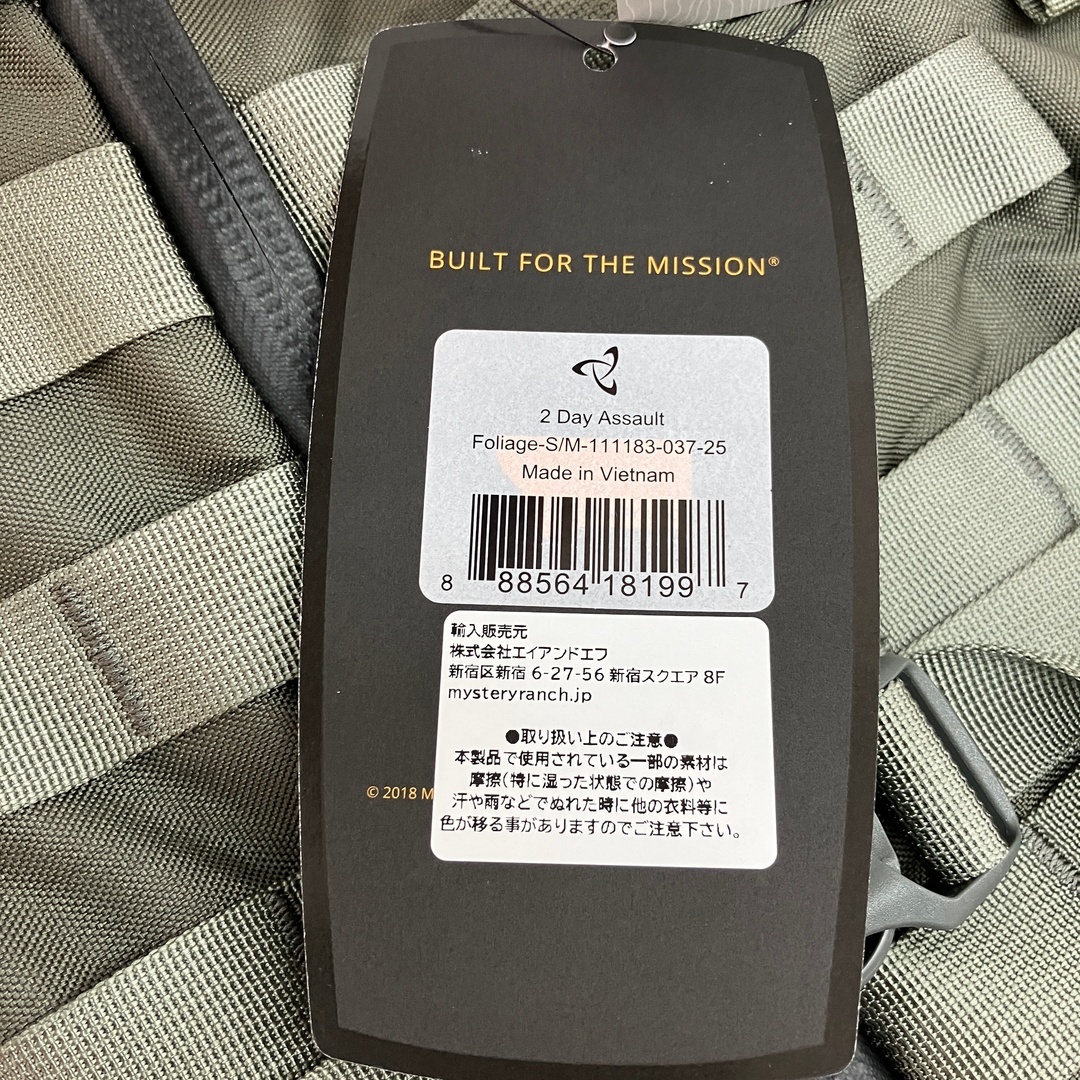 BUILT FOR THE MISSION®
2 Day Assault
Foliage-S/M-111183-037-25
Made in Vietnam
8 88564 18199 7
輸入販売元
株式会社エイアンドエフ
新宿区新宿 6-27-56 新宿スクエア 8F
mysteryranch.jp
●取り扱い上のご注意●
本製品で使用されている一部の素材は
摩擦(特に湿った状態での摩擦)や
© 2018 M
汗や雨などでぬれた時に他の衣料等に
色が移る事がありますのでご注意下さい。